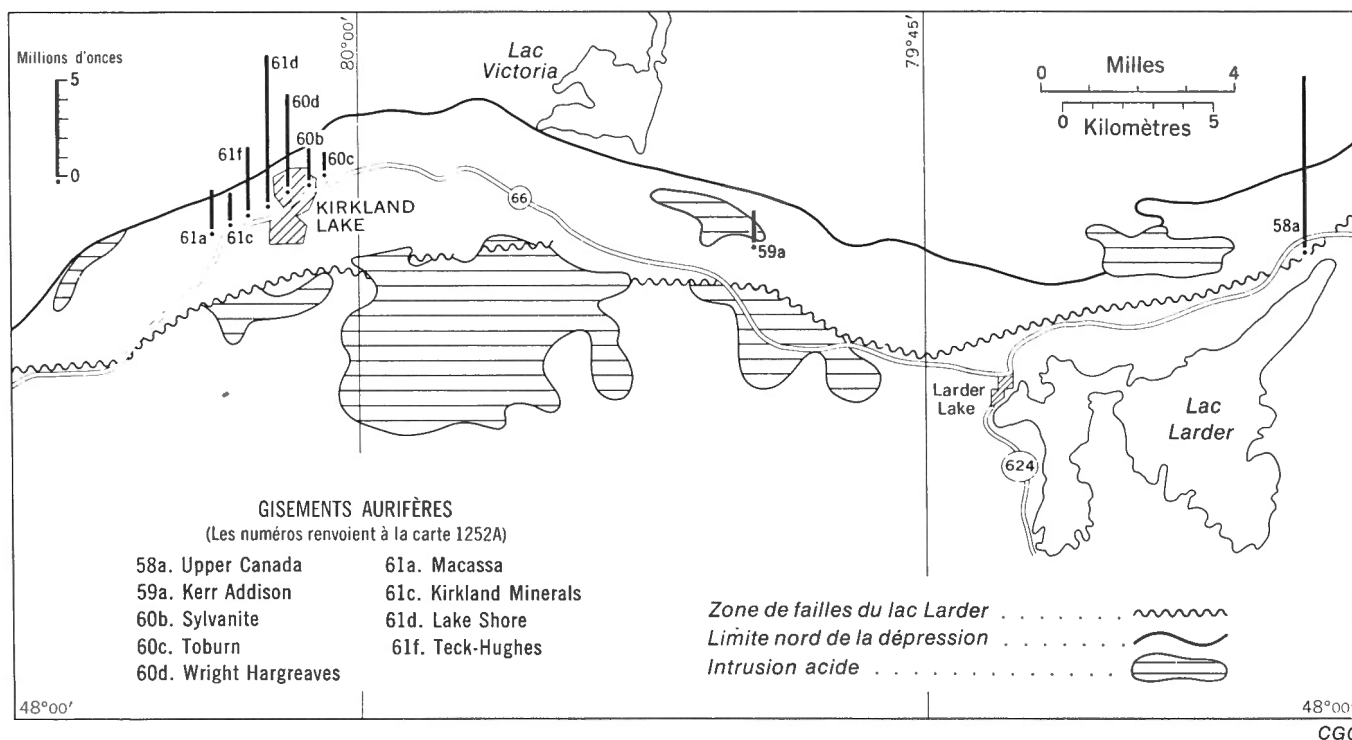 Millions d'onces
5
0
61d
60d
60b
60c
61f
61a
61c
KIRKLAND
LAKE
80°00'
Lac
Victoria
66
59a
79°45'
0 Milles 4
0 Kilomètres 5
58a
Larder
Lake
Lac
Larder
624
GISEMENTS AURIFÈRES
(Les numéros renvoient à la carte 1252A)
58a. Upper Canada
59a. Kerr Addison
60b. Sylvanite
60c. Toburn
60d. Wright Hargreaves
61a. Macassa
61c. Kirkland Minerals
61d. Lake Shore
61f. Teck-Hughes
Zone de failles du lac Larder
Limite nord de la dépression
Intrusion acide
48°00'
48°00'
CGC